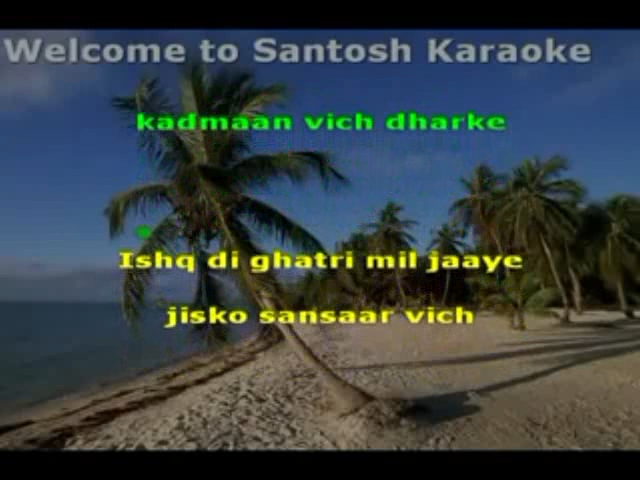 Welcome to Santosh Karaoke
kadmaan vich dharke
Ishq di ghatri mil jaaye
jisko sansaar vich